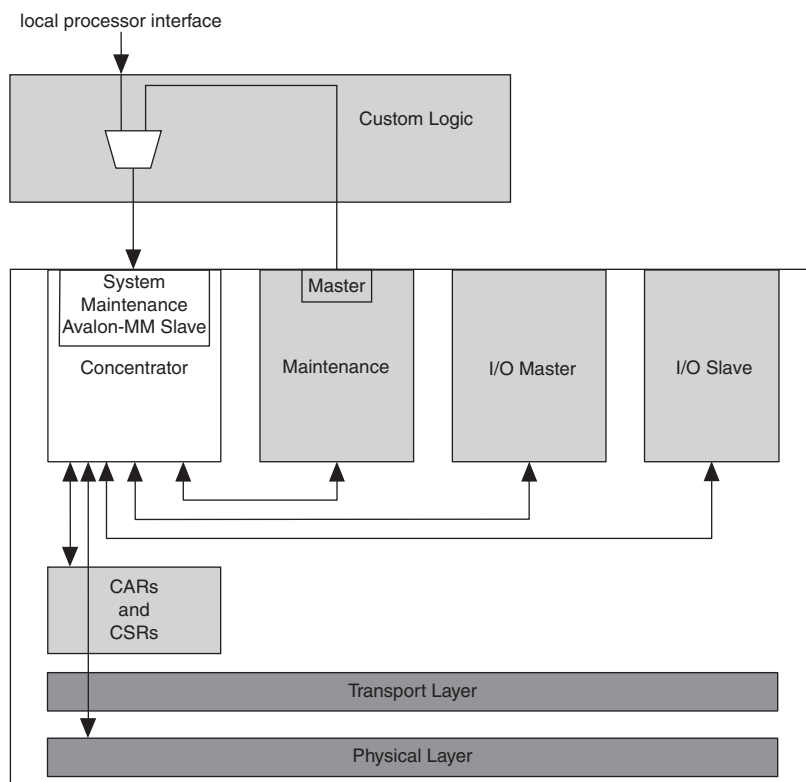 local processor interface
Custom Logic
System
Maintenance
Avalon-MM Slave
Concentrator
Master
Maintenance
I/O Master
I/O Slave
CARs
and
CSRs
Transport Layer
Physical Layer